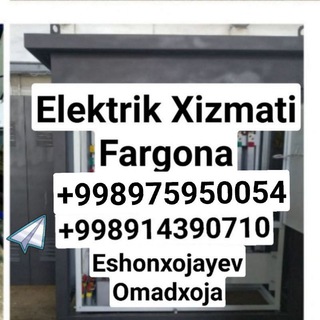 Elektrik Xizmati
Fargona
+998975950054
+998914390710
Eshonxojayev
Omadxoja